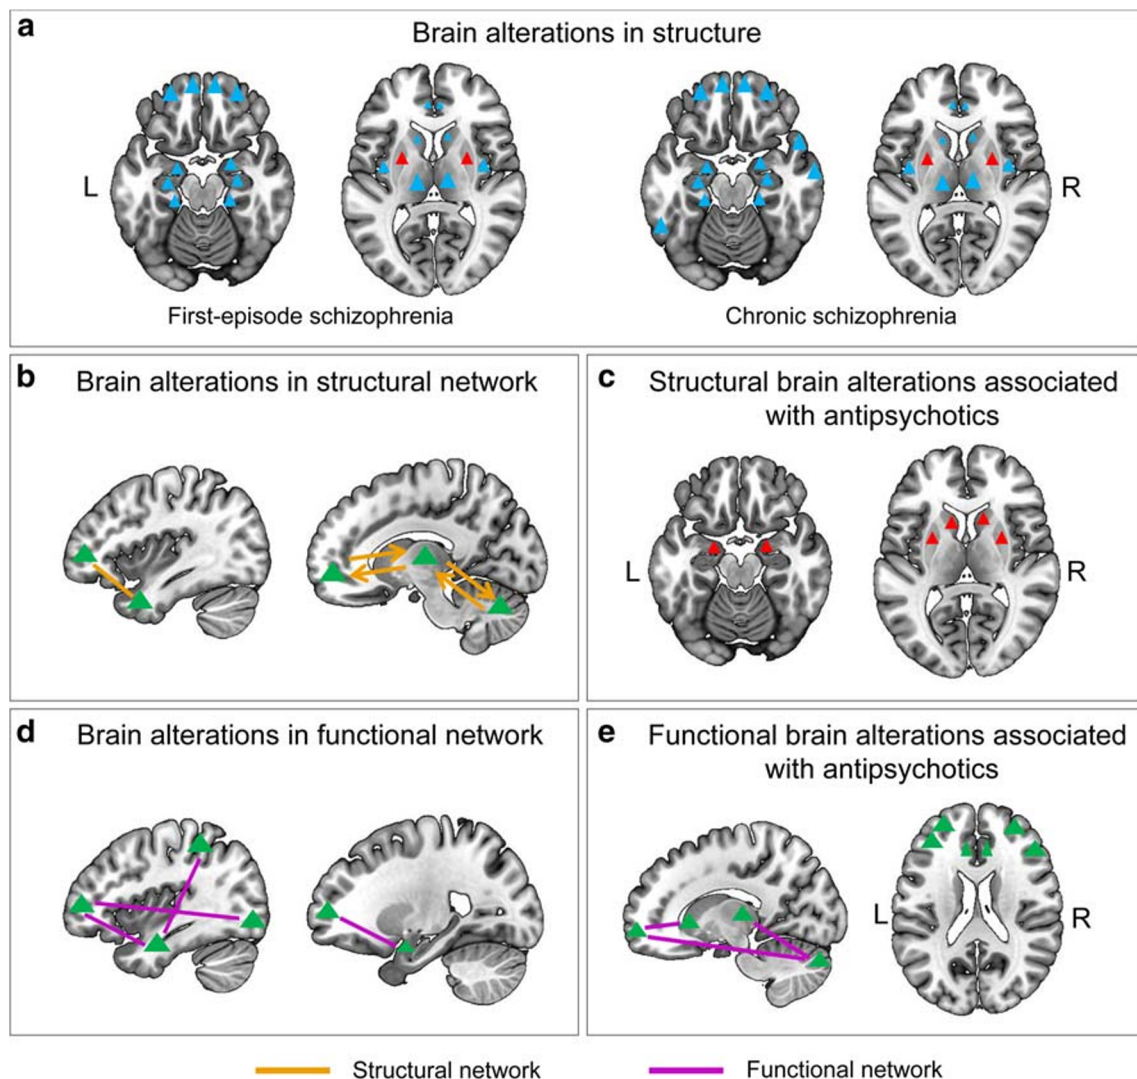 a
Brain alterations in structure
L
R
First-episode schizophrenia
Chronic schizophrenia
b
Brain alterations in structural network
c
Structural brain alterations associated
with antipsychotics
L
R
d
Brain alterations in functional network
e
Functional brain alterations associated
with antipsychotics
L
R
Structural network
Functional network